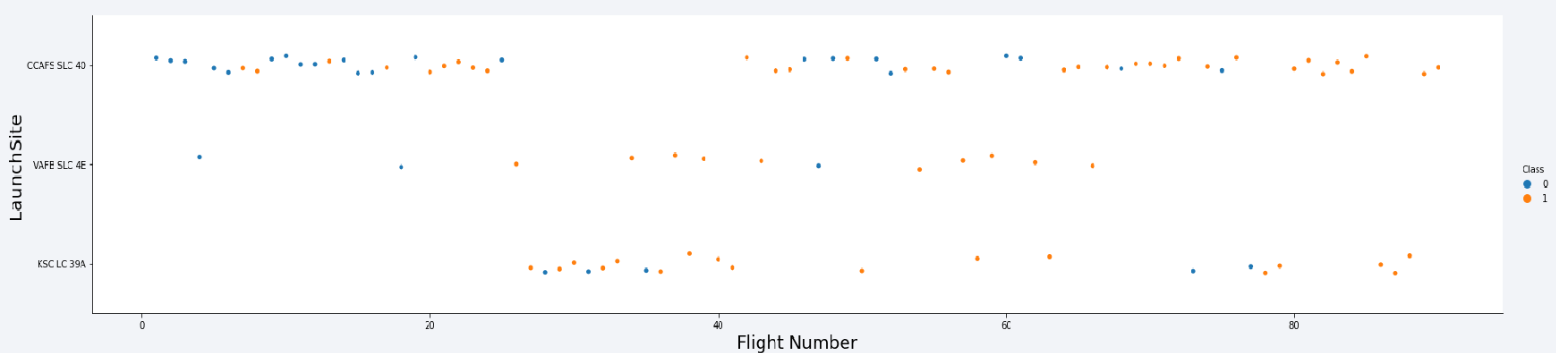 CCAFS SLC 40
VAFB SLC 4E
KSC LC 39A
LaunchSite
0
20
40
60
80
Flight Number
Class
0
1